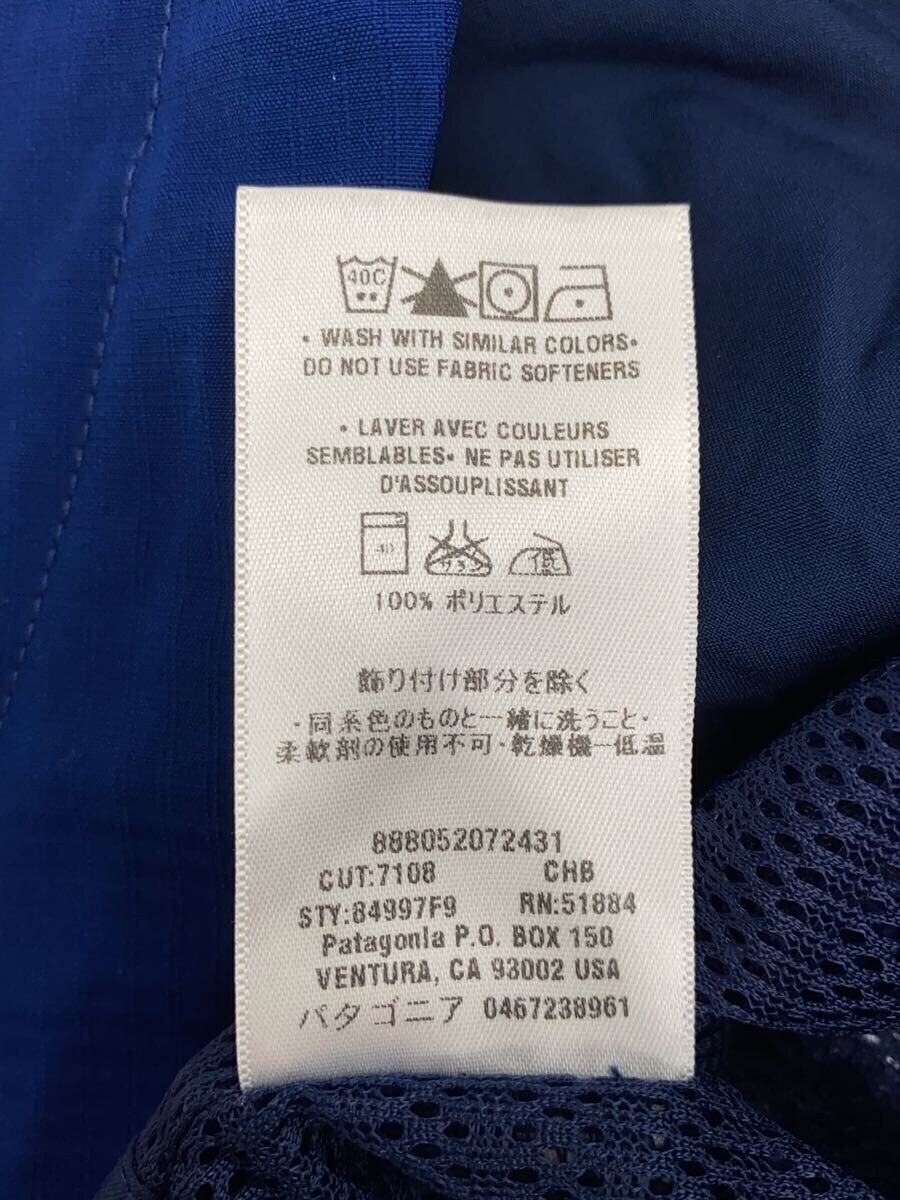 40C
• WASH WITH SIMILAR COLORS•
DO NOT USE FABRIC SOFTENERS
• LAVER AVEC COULEURS
SEMBLABLES• NE PAS UTILISER
D'ASSOUPLISSANT
40 サラシ 低
100% ポリエステル
飾り付け部分を除く
・同系色のものと一緒に洗うこと・
柔軟剤の使用不可・乾燥機－低温
888052072431
CUT:7108 CHB
STY:84997F9 RN:51884
Patagonia P.O. BOX 150
VENTURA, CA 93002 USA
パタゴニア 0467238961